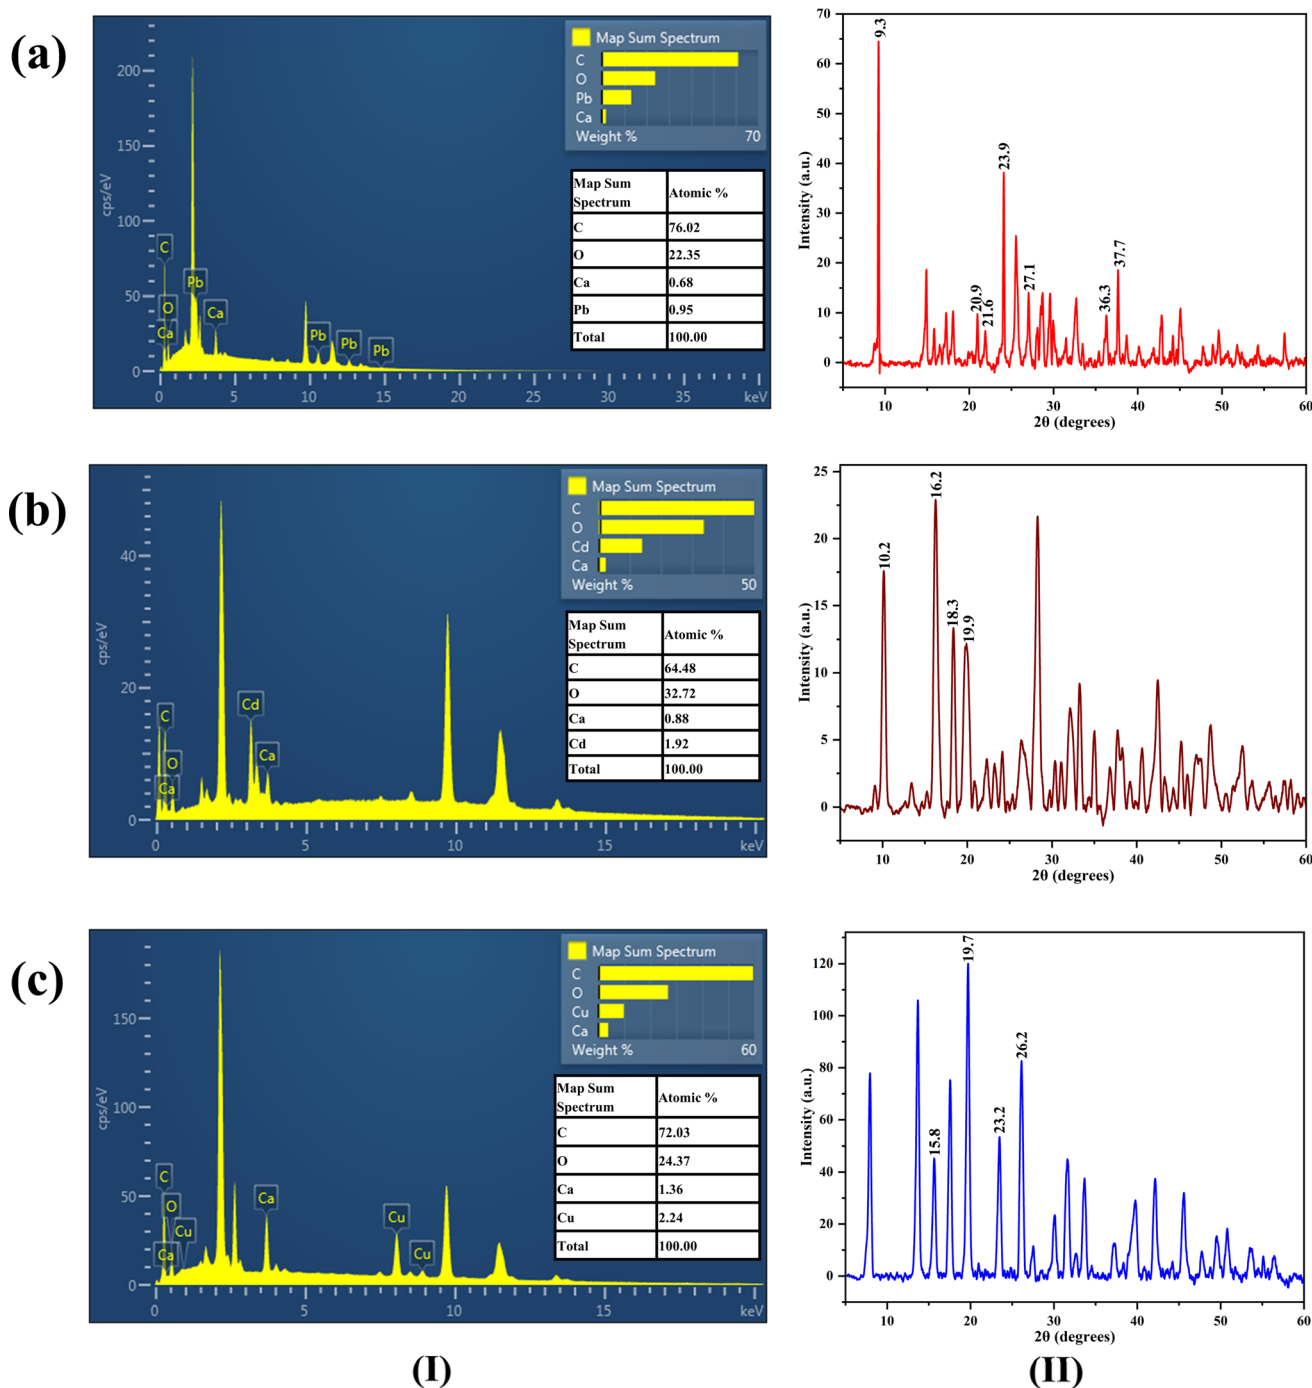 (a)
Map Sum Spectrum
C
O
Pb
Ca
Weight % 70
Map Sum Spectrum Atomic %
C 76.02
O 22.35
Ca 0.68
Pb 0.95
Total 100.00
cps/eV
200
150
100
50
0
C
O
Ca
Pb
Ca
Pb
Pb
Pb
0 5 10 15 20 25 30 35 keV
Intensity (a.u.)
70
60
50
40
30
20
10
0
9.3
20.9
21.6
23.9
27.1
36.3
37.7
10 20 30 40 50 60
2θ (degrees)
(b)
Map Sum Spectrum
C
O
Cd
Ca
Weight % 50
Map Sum Spectrum Atomic %
C 64.48
O 32.72
Ca 0.88
Cd 1.92
Total 100.00
cps/eV
40
20
0
C
O
Ca
Cd
Ca
0 5 10 15 keV
Intensity (a.u.)
25
20
15
10
5
0
10.2
16.2
18.3
19.9
10 20 30 40 50 60
2θ (degrees)
(c)
Map Sum Spectrum
C
O
Cu
Ca
Weight % 60
Map Sum Spectrum Atomic %
C 72.03
O 24.37
Ca 1.36
Cu 2.24
Total 100.00
cps/eV
150
100
50
0
C
O
Cu
Ca
Ca
Cu
Cu
0 5 10 15 keV
Intensity (a.u.)
120
100
80
60
40
20
0
15.8
19.7
23.2
26.2
10 20 30 40 50 60
2θ (degrees)
(I)
(II)